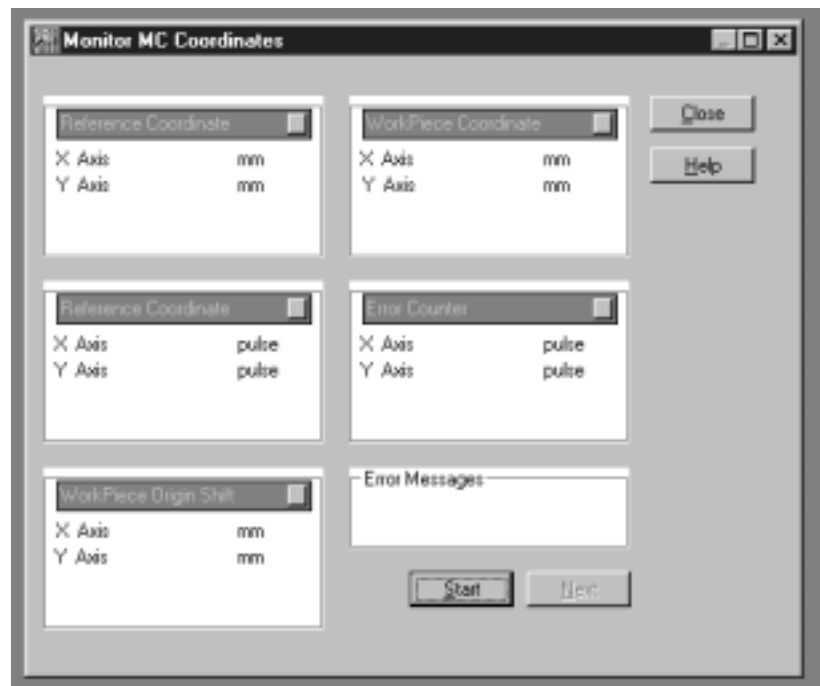 Monitor MC Coordinates
Reference Coordinate
X Axis mm
Y Axis mm
WorkPiece Coordinate
X Axis mm
Y Axis mm
Close
Help
Reference Coordinate
X Axis pulse
Y Axis pulse
Error Counter
X Axis pulse
Y Axis pulse
WorkPiece Origin Shift
X Axis mm
Y Axis mm
Error Messages
Start
Next